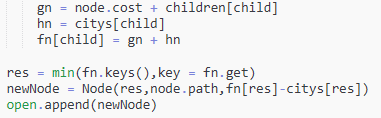 gn = node.cost + children[child]
hn = citys[child]
fn[child] = gn + hn
res = min(fn.keys(),key = fn.get)
newNode = Node(res,node.path,fn[res]-citys[res])
open.append(newNode)